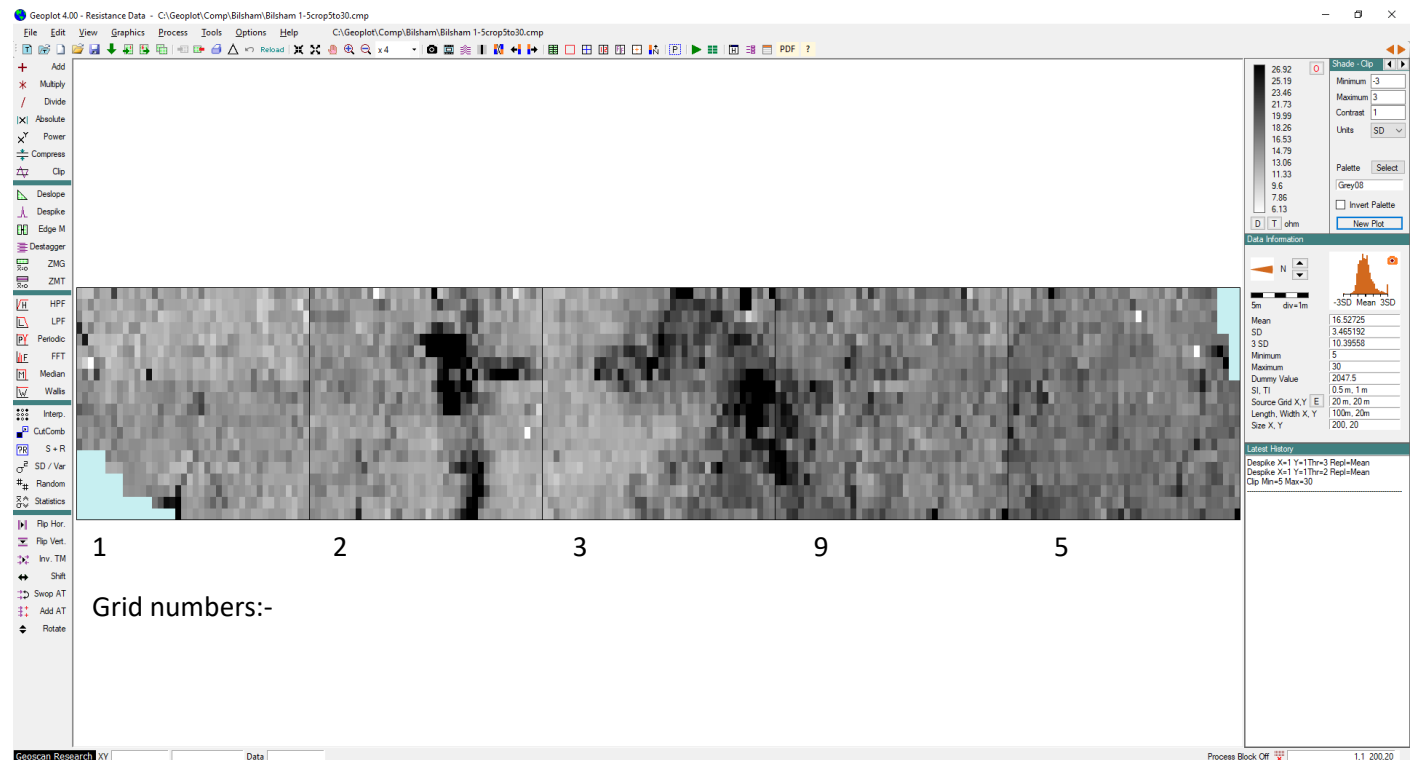 Geoplot 4.00 - Resistance Data - C:\Geoplot\Comp\Bilsham\Bilsham 1-5crop5to30.cmp
File Edit View Graphics Process Tools Options Help C:\Geoplot\Comp\Bilsham\Bilsham 1-5crop5to30.cmp
Reload x 4 P H PDF ?
Add
Multiply
Divide
|X| Absolute
Power
Compress
Clip
Deslope
Despike
Edge M
Destagger
ZMG
ZMT
HPF
LPF
Periodic
FFT
Median
Wallis
Interp.
CutComb
S + R
SD / Var
Random
Statistics
Flip Hor.
Flip Vert.
Inv. TM
Shift
Swop AT
Add AT
Rotate
1 2 3 9 5
Grid numbers:-
26.92
25.19
23.46
21.73
19.99
18.26
16.53
14.79
13.06
11.33
9.6
7.86
6.13
D T ohm
O
Shade - Clip
Minimum -3
Maximum 3
Contrast 1
Units SD
Palette Select
Grey08
Invert Palette
New Plot
Data Information
N
5m div=1m
-3SD Mean 3SD
Mean 16.52725
SD 3.465192
3 SD 10.39558
Minimum 5
Maximum 30
Dummy Value 2047.5
SI, TI 0.5 m, 1 m
Source Grid X,Y E 20 m, 20 m
Length, Width X, Y 100m, 20m
Size X, Y 200, 20
Latest History
Despike X=1 Y=1Thr=3 Repl=Mean
Despike X=1 Y=1Thr=2 Repl=Mean
Clip Min=5 Max=30
Geoscan Research XY Data Process Block Off 1,1 200,20